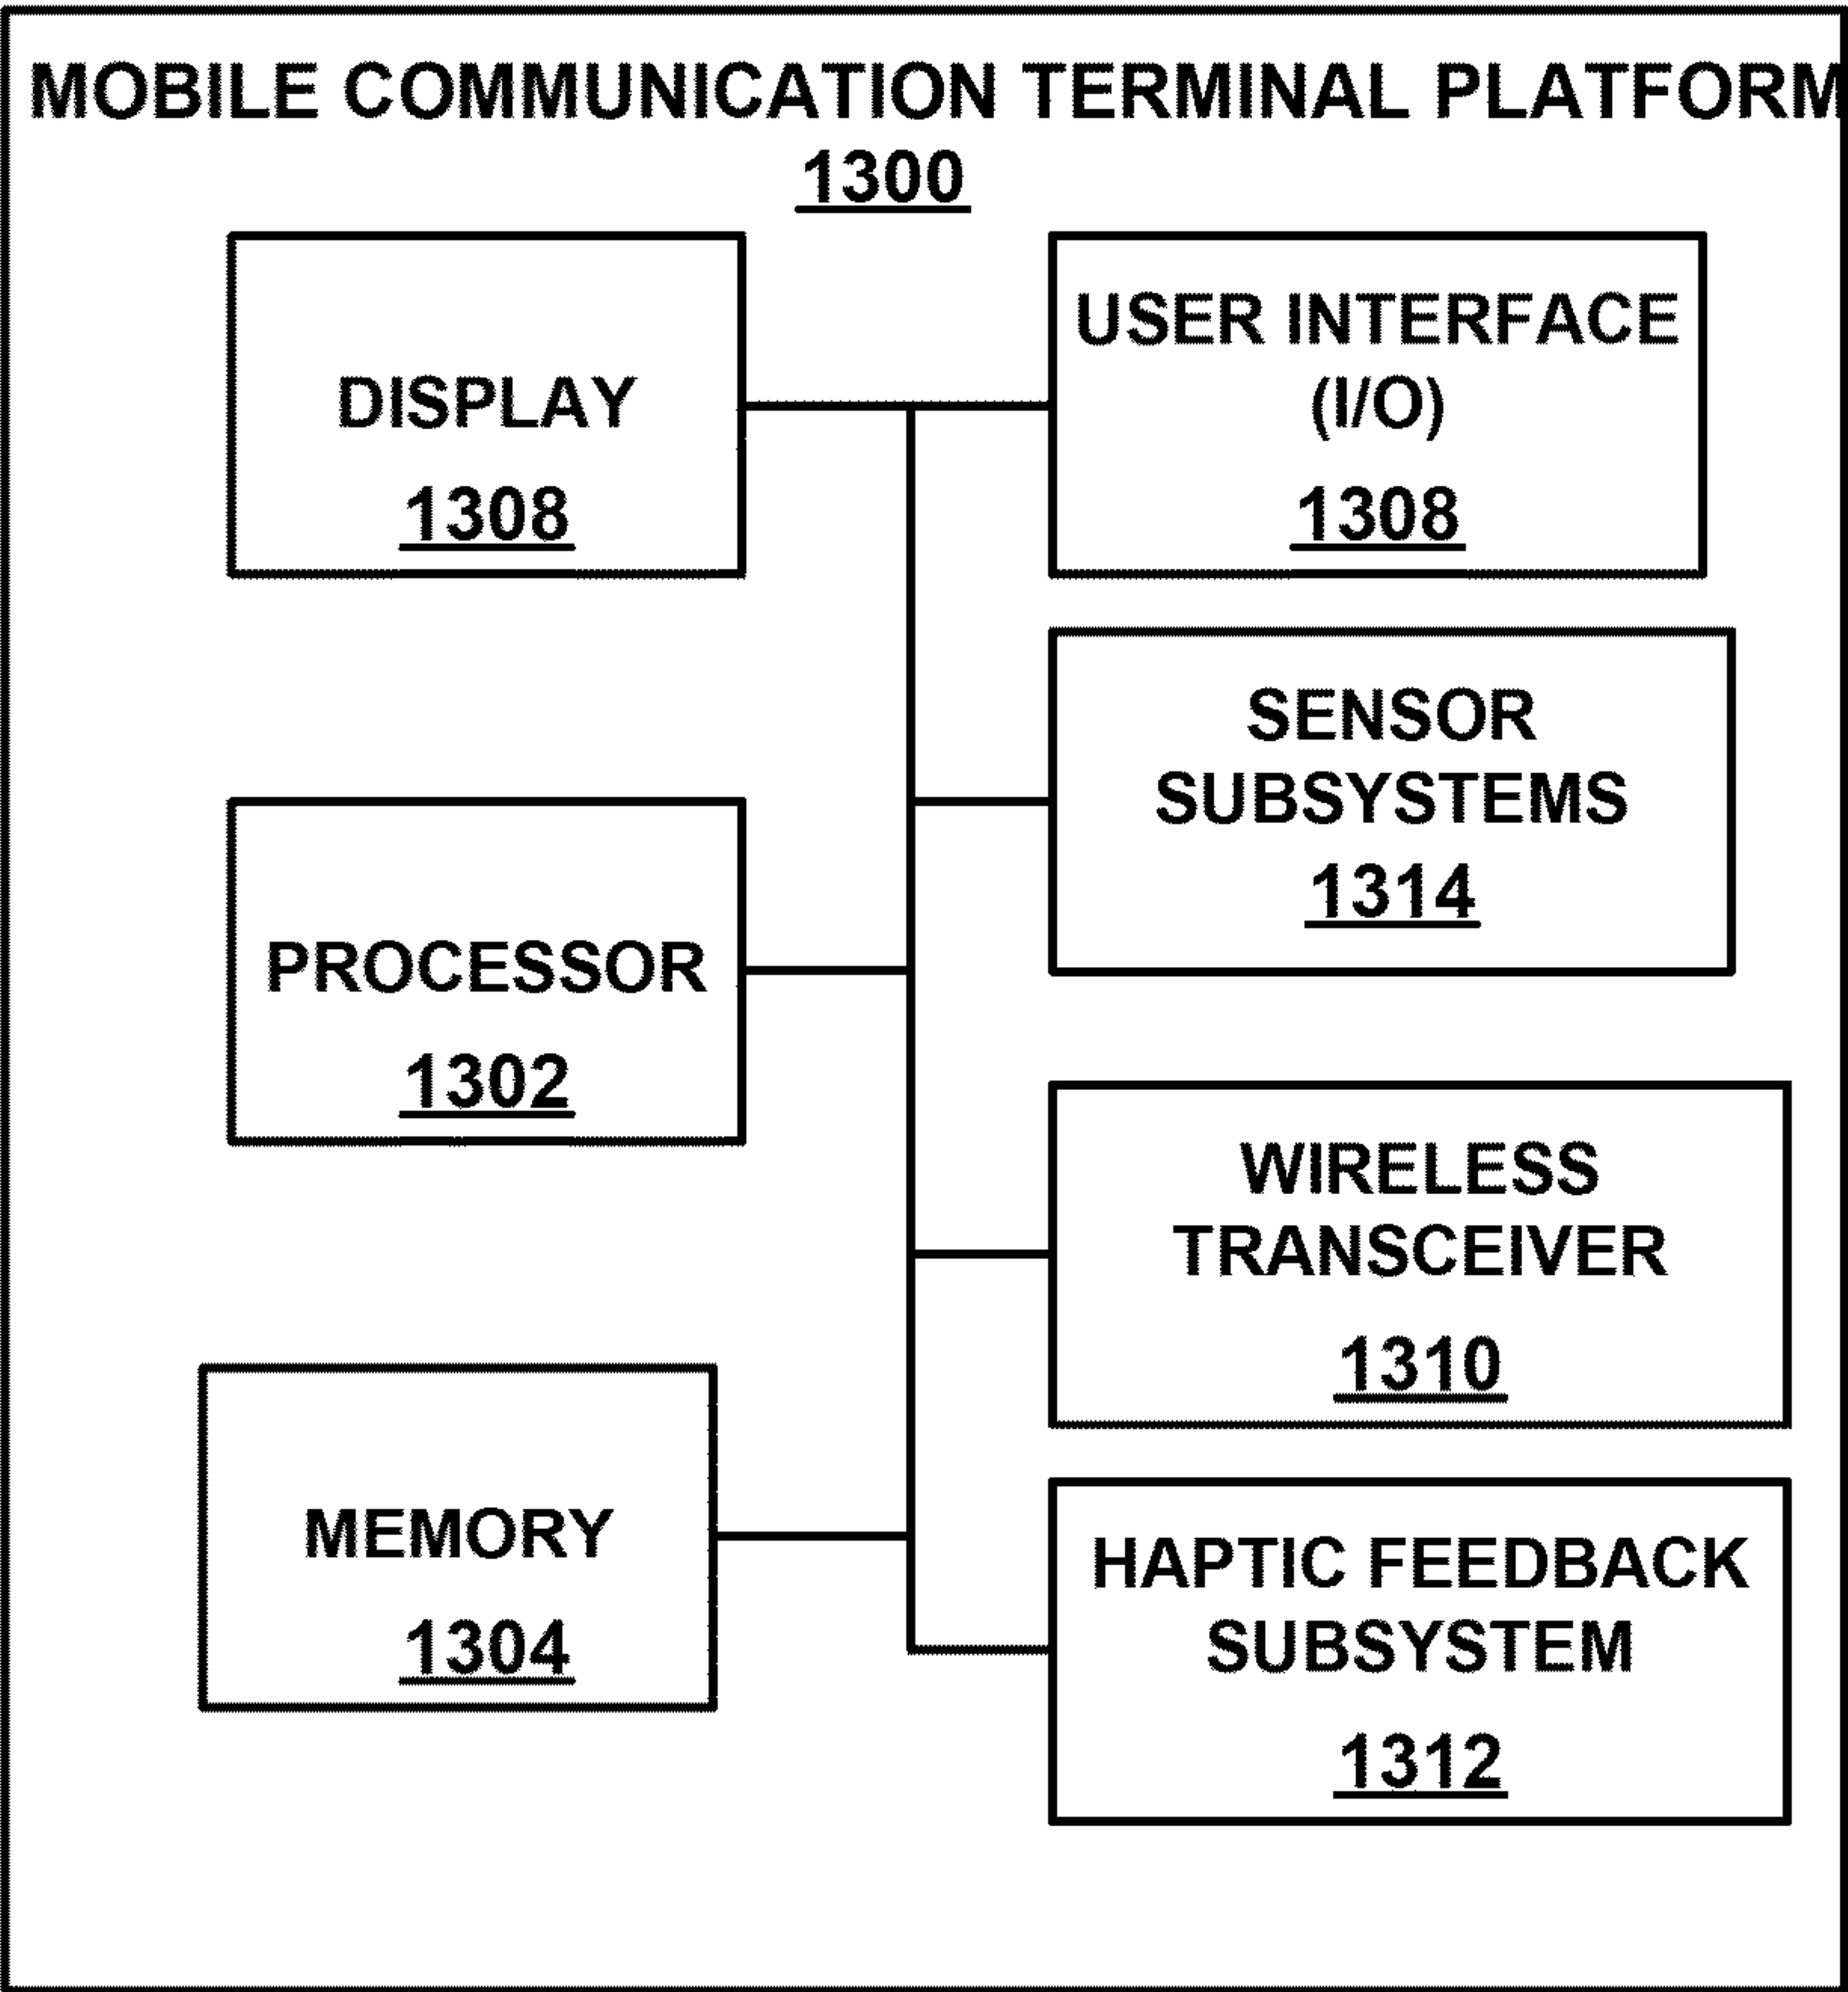 MOBILE COMMUNICATION TERMINAL PLATFORM
1300
DISPLAY
1308
USER INTERFACE
(I/O)
1308
SENSOR
SUBSYSTEMS
1314
PROCESSOR
1302
WIRELESS
TRANSCEIVER
1310
MEMORY
1304
HAPTIC FEEDBACK
SUBSYSTEM
1312